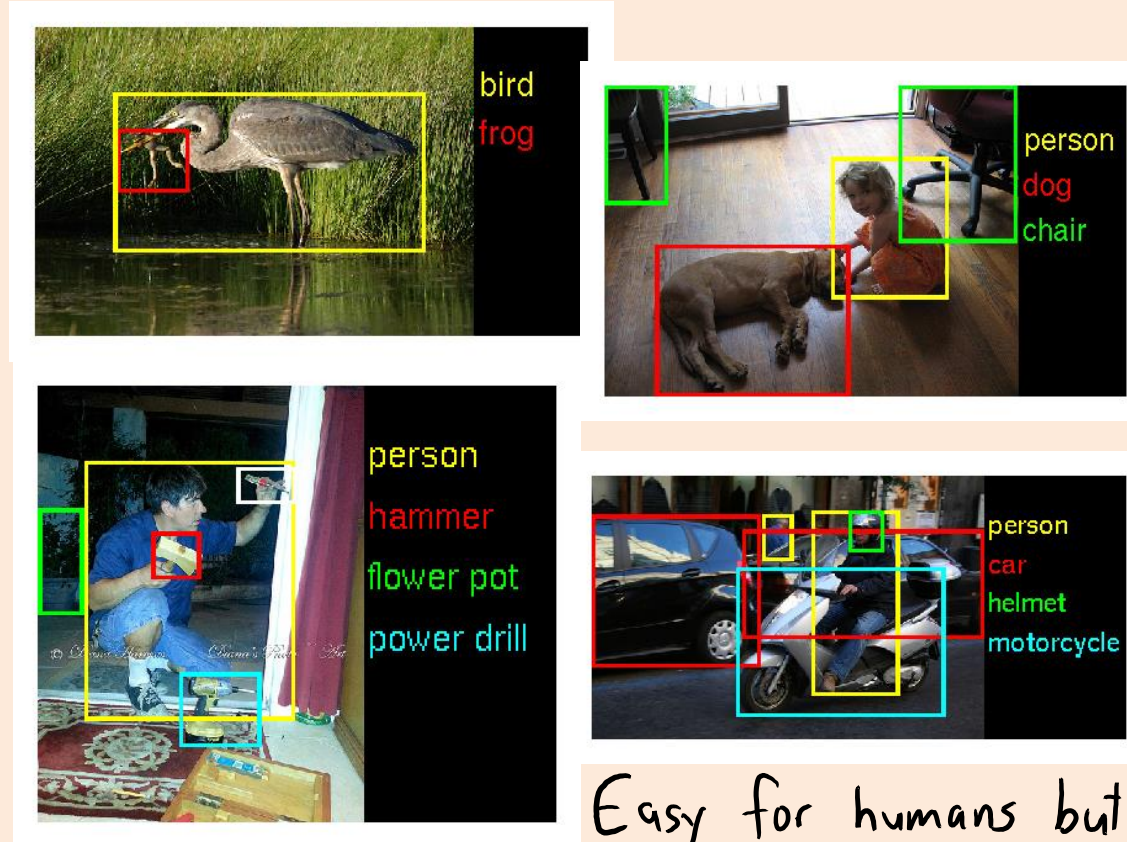 bird
frog
person
dog
chair
person
hammer
flower pot
power drill
person
car
helmet
motorcycle
Easy for humans but